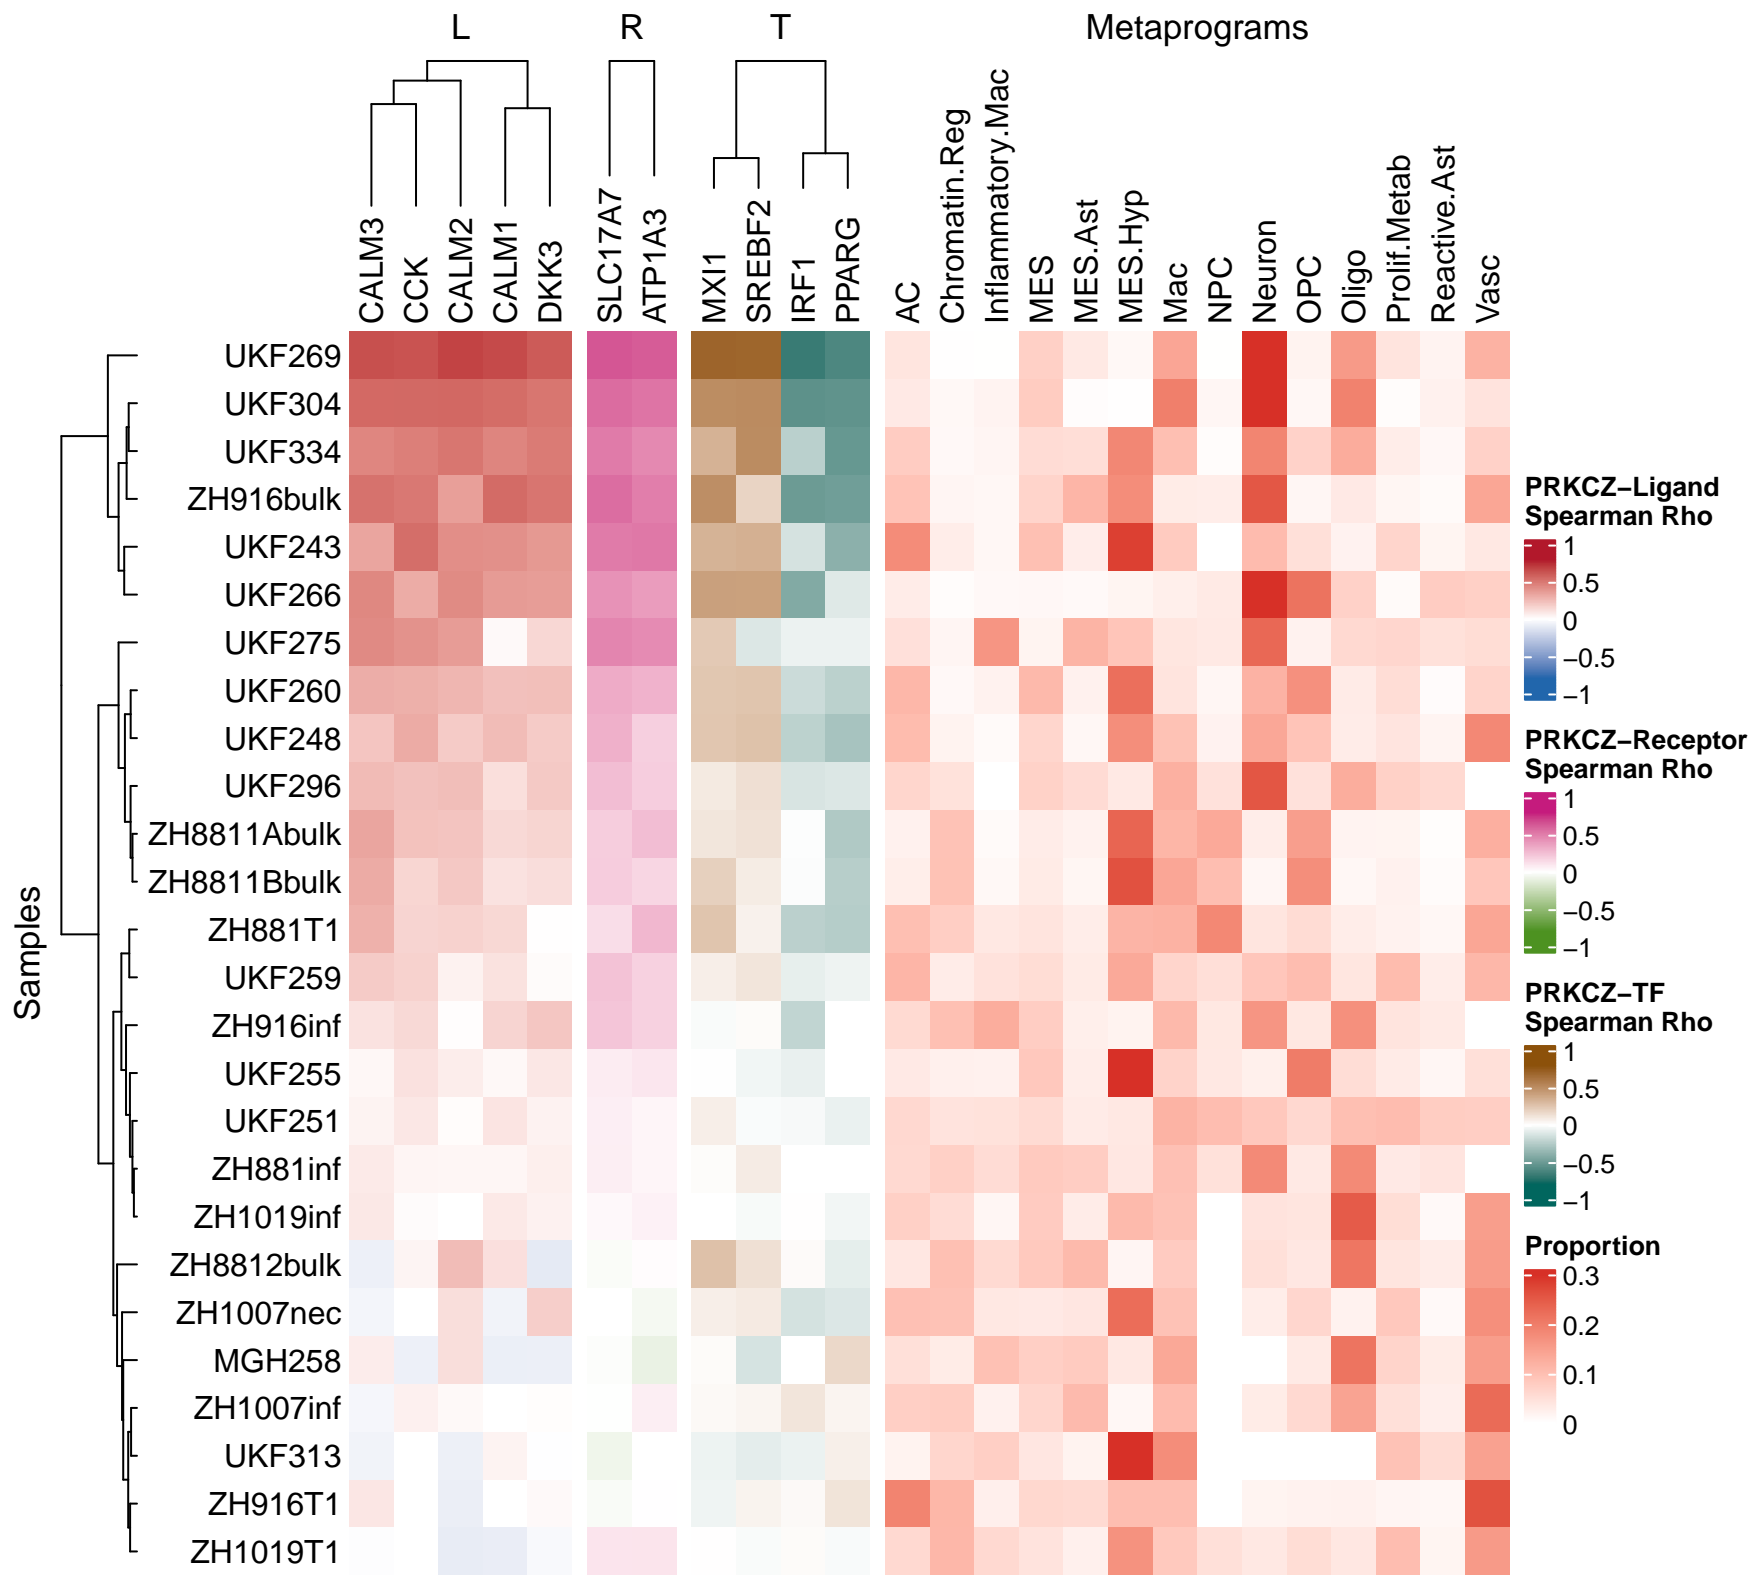 L R T Metaprograms
CALM3 CCK CALM2 CALM1 DKK3 SLC17A7 ATP1A3 MXI1 SREBF2 IRF1 PPARG AC Chromatin.Reg Inflammatory.Mac MES MES.Ast MES.Hyp Mac NPC Neuron OPC Oligo Prolif.Metab Reactive.Ast Vasc
Samples
UKF269
UKF304
UKF334
ZH916bulk
UKF243
UKF266
UKF275
UKF260
UKF248
UKF296
ZH8811Abulk
ZH8811Bbulk
ZH881T1
UKF259
ZH916inf
UKF255
UKF251
ZH881inf
ZH1019inf
ZH8812bulk
ZH1007nec
MGH258
ZH1007inf
UKF313
ZH916T1
ZH1019T1
PRKCZ−Ligand
Spearman Rho
1
0.5
0
−0.5
−1
PRKCZ−Receptor
Spearman Rho
1
0.5
0
−0.5
−1
PRKCZ−TF
Spearman Rho
1
0.5
0
−0.5
−1
Proportion
0.3
0.2
0.1
0